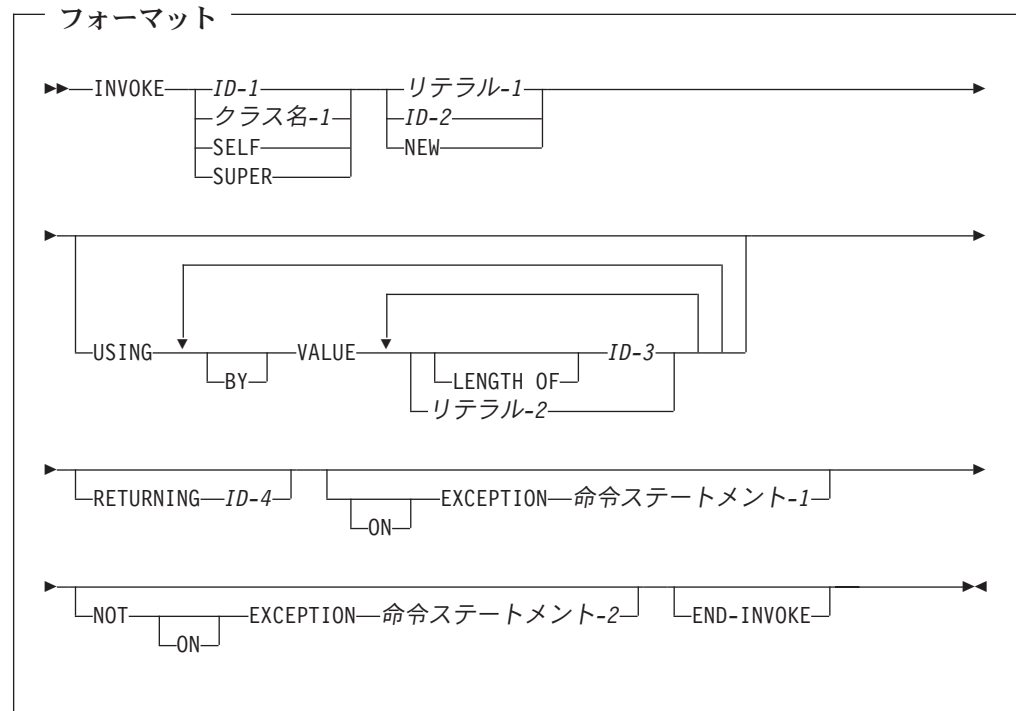 フォーマット
INVOKE ID-1 リテラル-1
クラス名-1 ID-2
SELF NEW
SUPER
USING VALUE ID-3
BY LENGTH OF
リテラル-2
RETURNING ID-4 EXCEPTION 命令ステートメント-1
ON
NOT EXCEPTION 命令ステートメント-2 END-INVOKE
ON